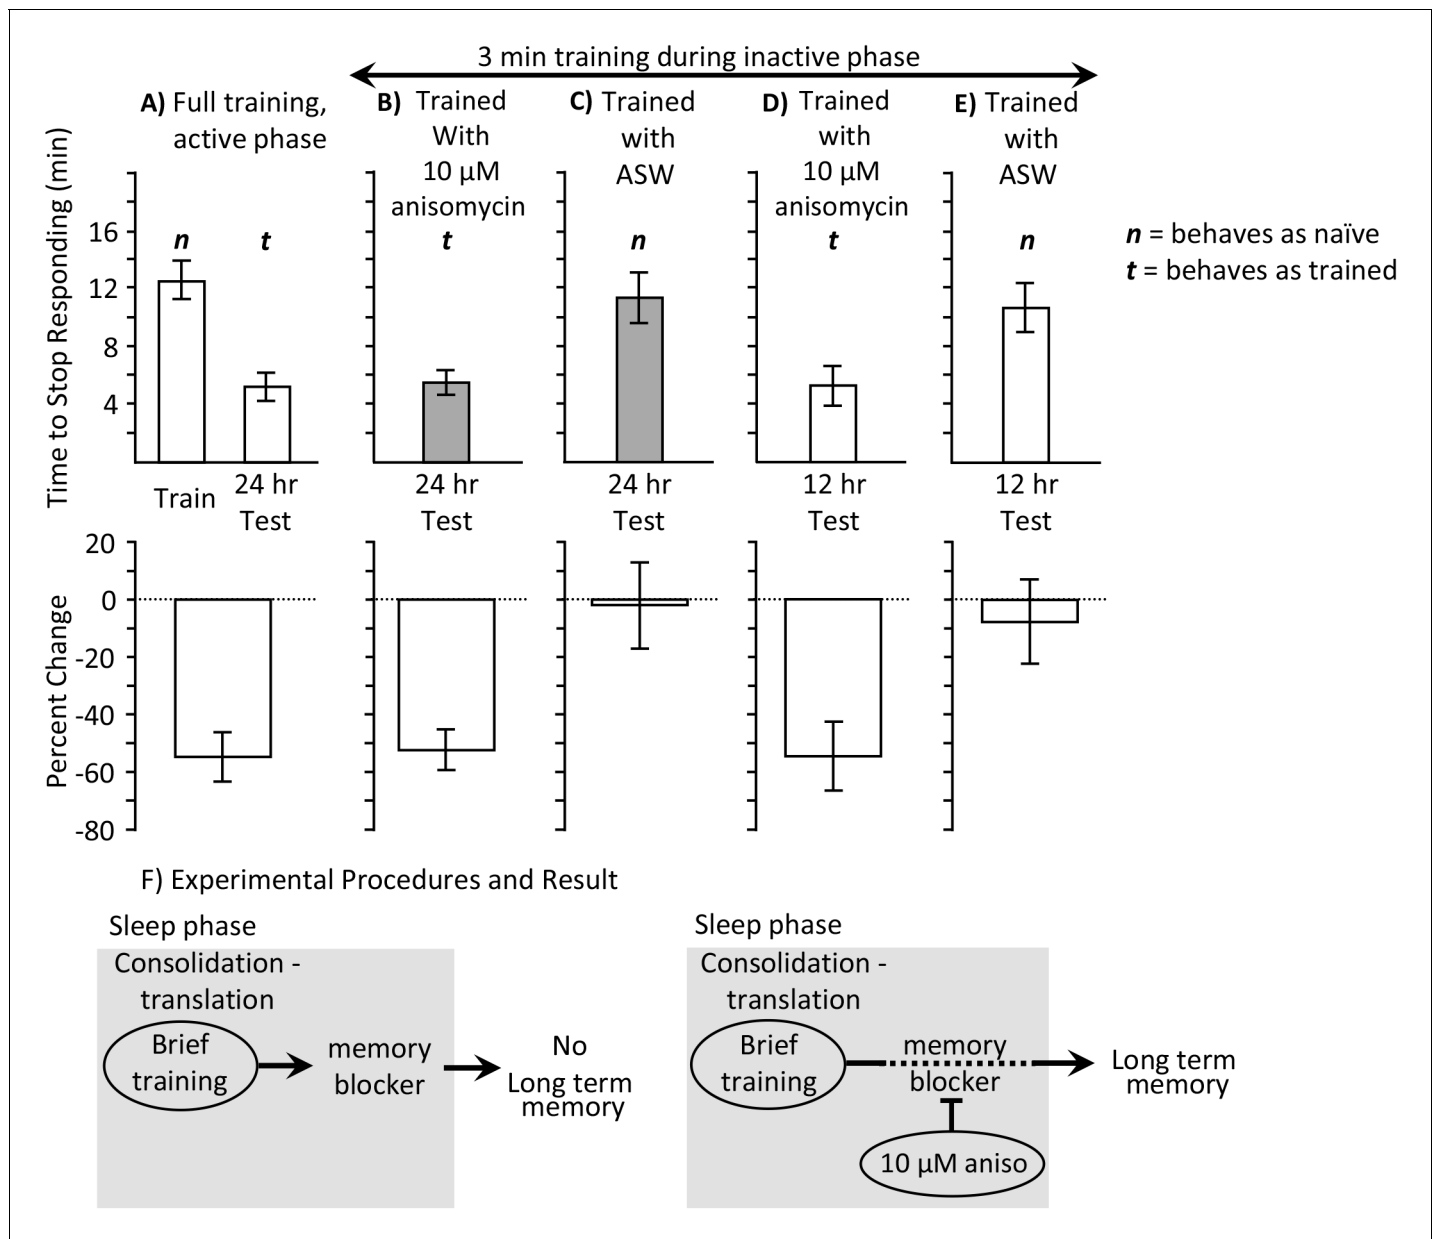 3 min training during inactive phase
A) Full training,
active phase
B) Trained
With
10 µM
anisomycin
C) Trained
with
ASW
D) Trained
with
10 µM
anisomycin
E) Trained
with
ASW
Time to Stop Responding (min)
16
12
8
4
n
t
t
n
t
n
n = behaves as naïve
t = behaves as trained
Train
24 hr
Test
24 hr
Test
24 hr
Test
12 hr
Test
12 hr
Test
Percent Change
20
0
-20
-40
-60
-80
F) Experimental Procedures and Result
Sleep phase
Consolidation -
translation
Brief
training
memory
blocker
No
Long term
memory
Sleep phase
Consolidation -
translation
Brief
training
memory
blocker
10 µM aniso
Long term
memory